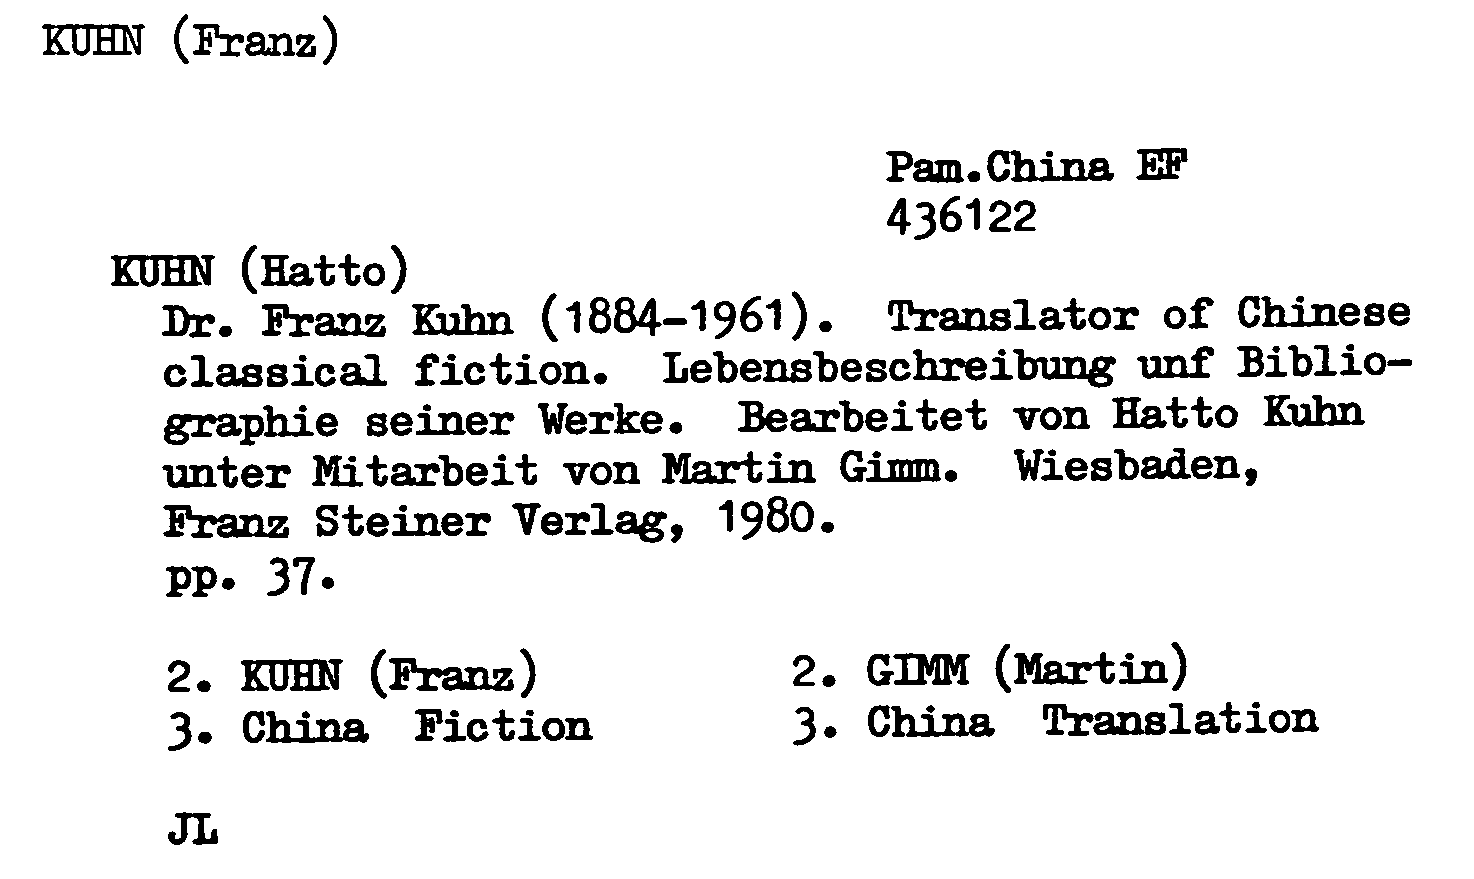 KUHN (Franz)
Pam.China EF
436122
KUHN (Hatto)
Dr. Franz Kuhn (1884-1961). Translator of Chinese
classical fiction. Lebensbeschreibung unf Biblio-
graphie seiner Werke. Bearbeitet von Hatto Kuhn
unter Mitarbeit von Martin Gimm. Wiesbaden,
Franz Steiner Verlag, 1980.
pp. 37.
2. KUHN (Franz) 2. GIMM (Martin)
3. China Fiction 3. China Translation
JL